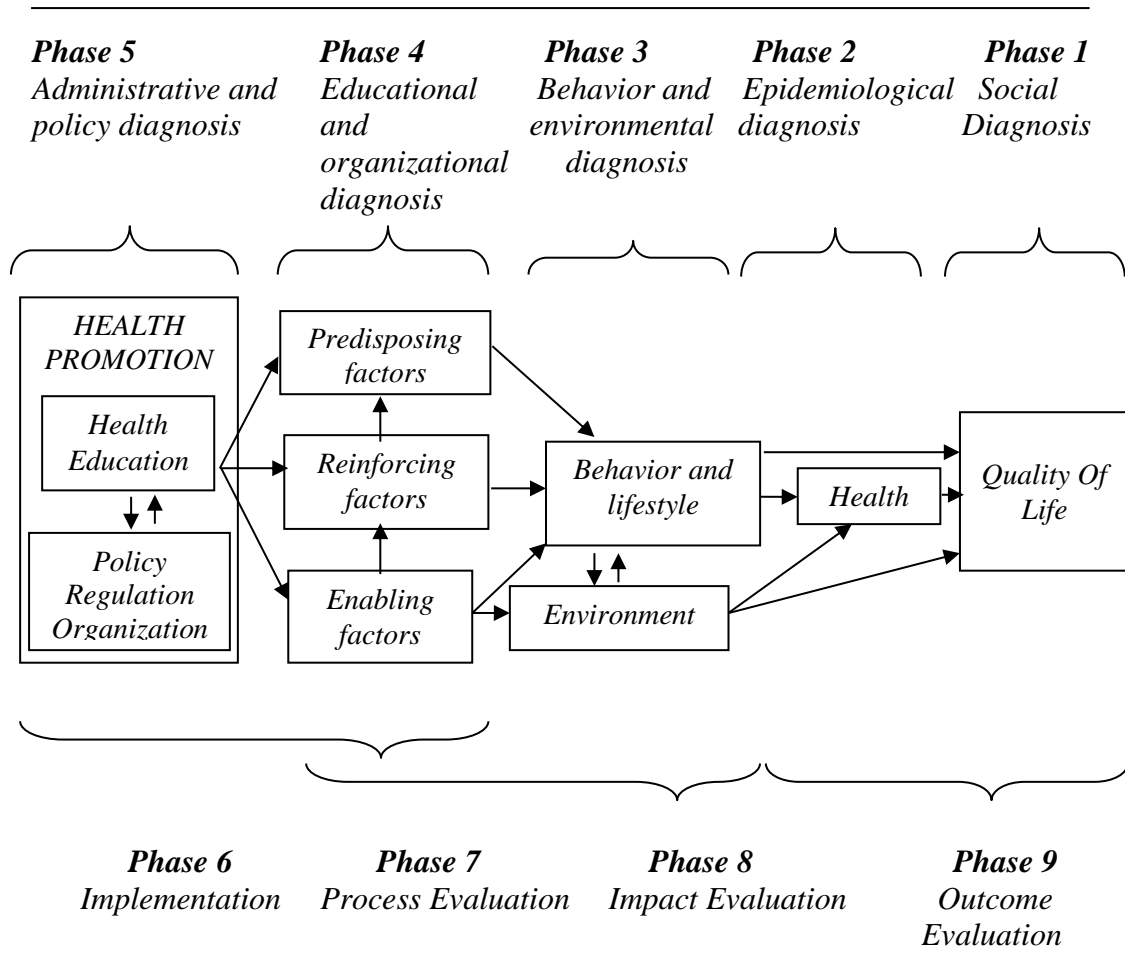 Phase 5
Administrative and
policy diagnosis
Phase 4
Educational
and
organizational
diagnosis
Phase 3
Behavior and
environmental
diagnosis
Phase 2
Epidemiological
diagnosis
Phase 1
Social
Diagnosis
HEALTH
PROMOTION
Health
Education
Policy
Regulation
Organization
Predisposing
factors
Reinforcing
factors
Enabling
factors
Behavior and
lifestyle
Environment
Health
Quality Of
Life
Phase 6
Implementation
Phase 7
Process Evaluation
Phase 8
Impact Evaluation
Phase 9
Outcome
Evaluation